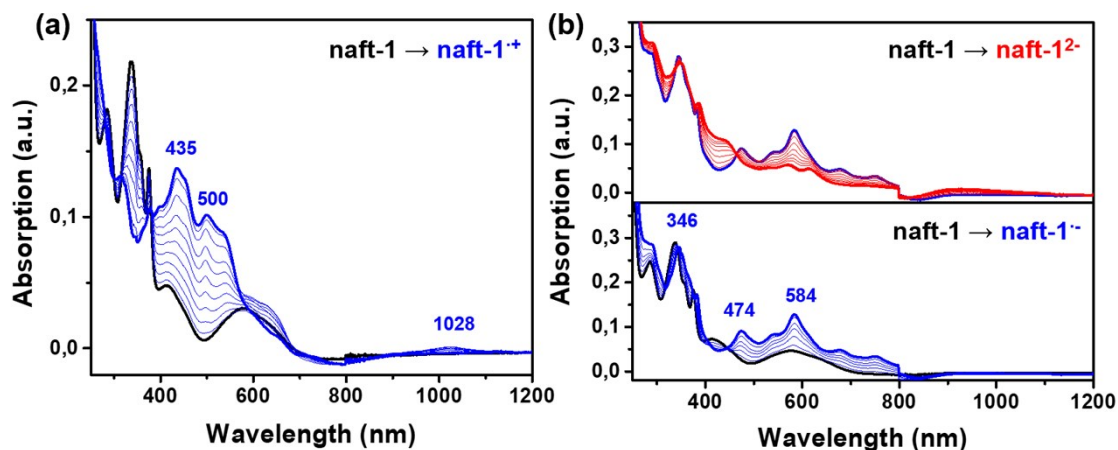 (a)
naft-1 → naft-1·+
0,2
0,1
0,0
435
500
1028
400 600 800 1000 1200
Absorption (a.u.)
Wavelength (nm)
(b)
naft-1 → naft-1²⁻
0,3
0,2
0,1
0,0
naft-1 → naft-1·-
346
474
584
0,3
0,2
0,1
0,0
400 600 800 1000 1200
Absorption (a.u.)
Wavelength (nm)